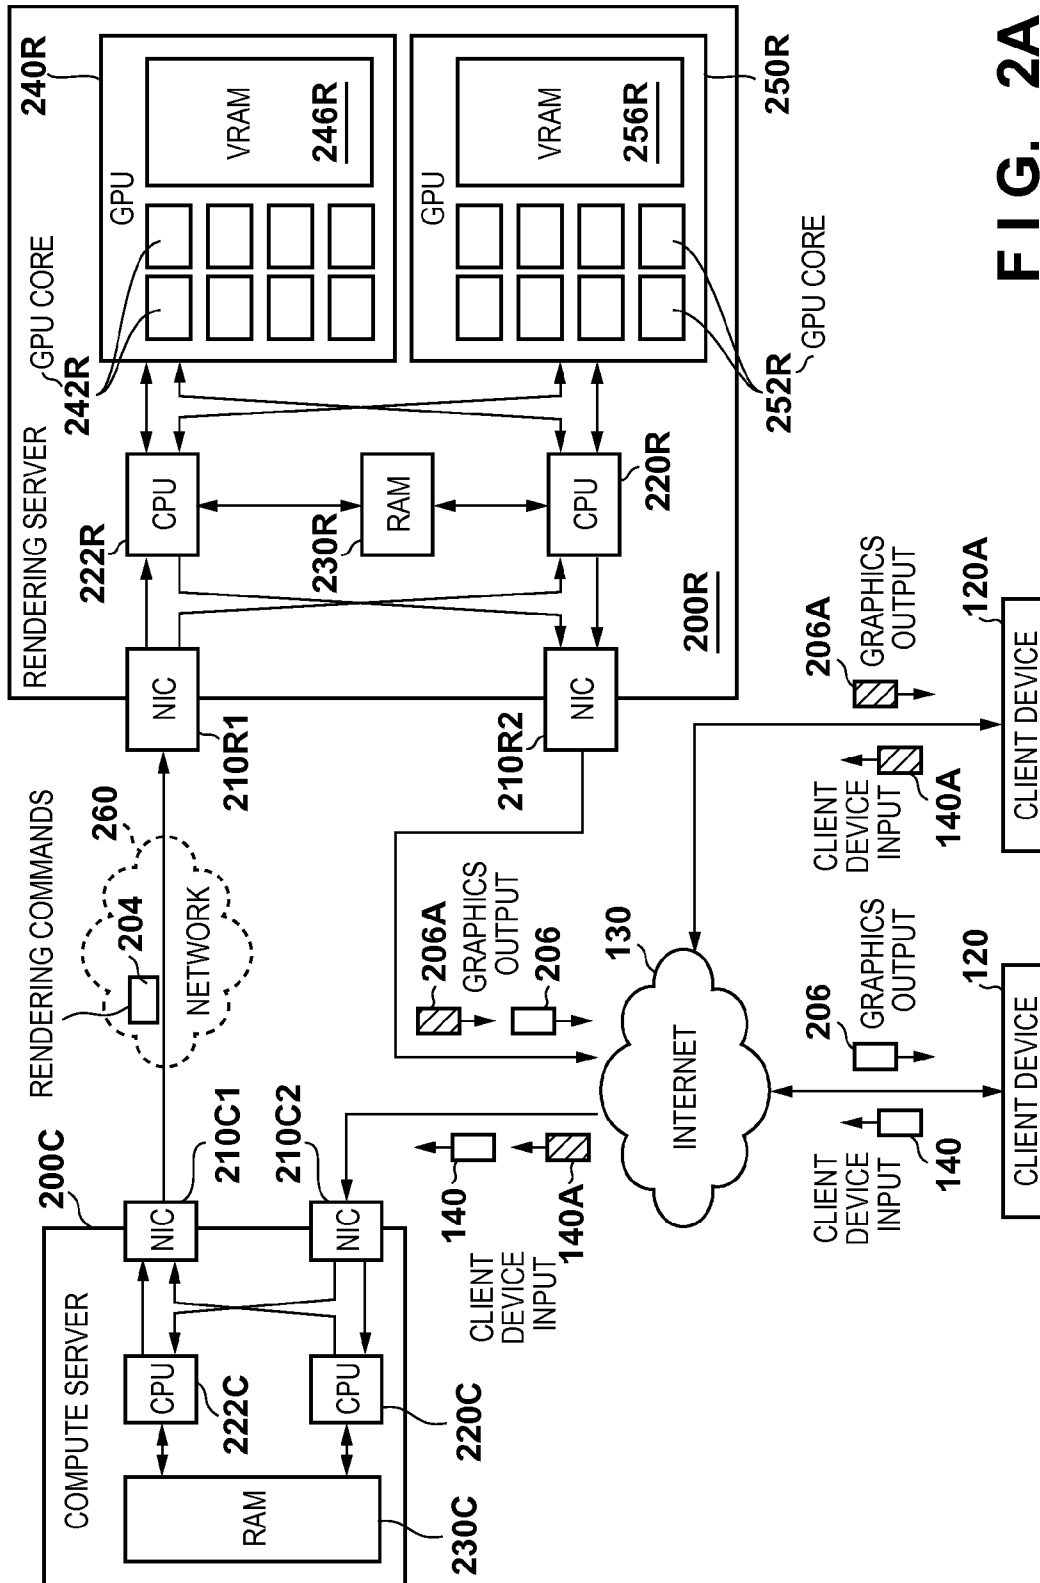 COMPUTE SERVER
200C
RAM
230C
CPU
222C
CPU
220C
NIC
210C1
NIC
210C2
RENDERING COMMANDS
204
260
NETWORK
RENDERING SERVER
200R
NIC
210R1
NIC
210R2
222R
CPU
230R
RAM
CPU
220R
242R
GPU CORE
GPU
240R
VRAM
246R
GPU
250R
VRAM
256R
252R
GPU CORE
140
140A
CLIENT
DEVICE
INPUT
206A
GRAPHICS
OUTPUT
206
INTERNET
130
CLIENT
DEVICE
INPUT
140
206
GRAPHICS
OUTPUT
CLIENT DEVICE
120
CLIENT
DEVICE
INPUT
140A
206A
GRAPHICS
OUTPUT
CLIENT DEVICE
120A
FIG. 2A